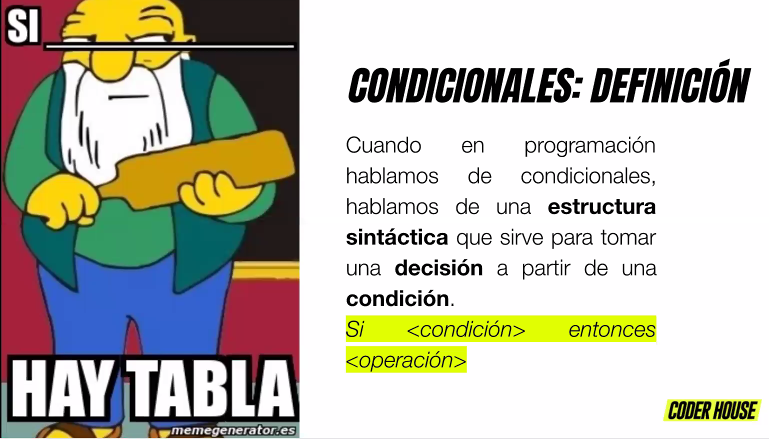 SI ____________
HAY TABLA
memegenerator.es
CONDICIONALES: DEFINICIÓN
Cuando en programación
hablamos de condicionales,
hablamos de una estructura
sintáctica que sirve para tomar
una decisión a partir de una
condición.
Si <condición> entonces
<operación>
CODER HOUSE